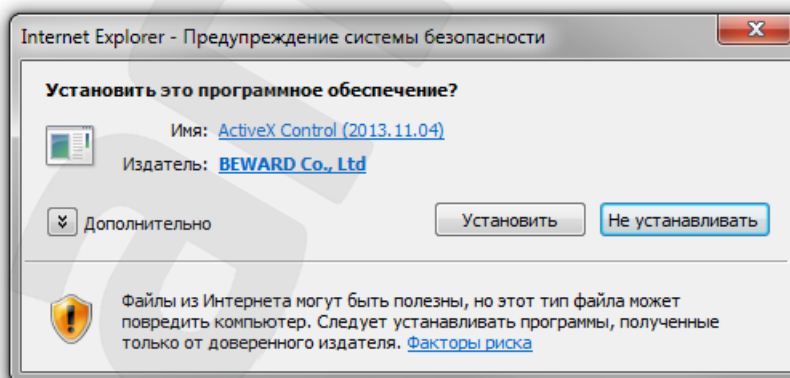 Internet Explorer - Предупреждение системы безопасности
Установить это программное обеспечение?
Имя: ActiveX Control (2013.11.04)
Издатель: BEWARD Co., Ltd
Дополнительно
Установить
Не устанавливать
Файлы из Интернета могут быть полезны, но этот тип файла может
повредить компьютер. Следует устанавливать программы, полученные
только от доверенного издателя. Факторы риска